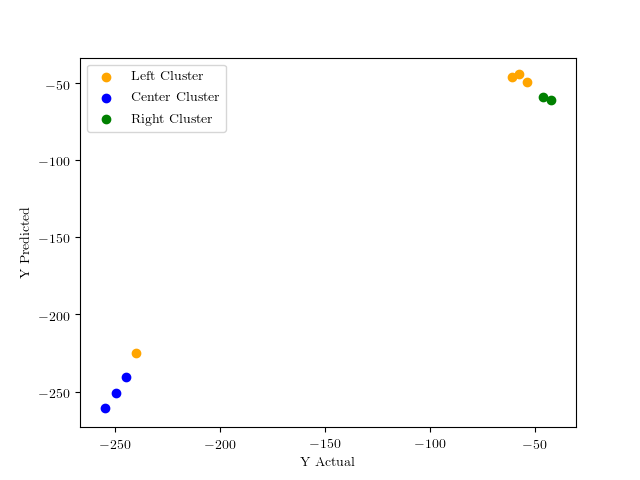 Left Cluster
Center Cluster
Right Cluster
−50
−100
−150
−200
−250
Y Predicted
−250 −200 −150 −100 −50
Y Actual